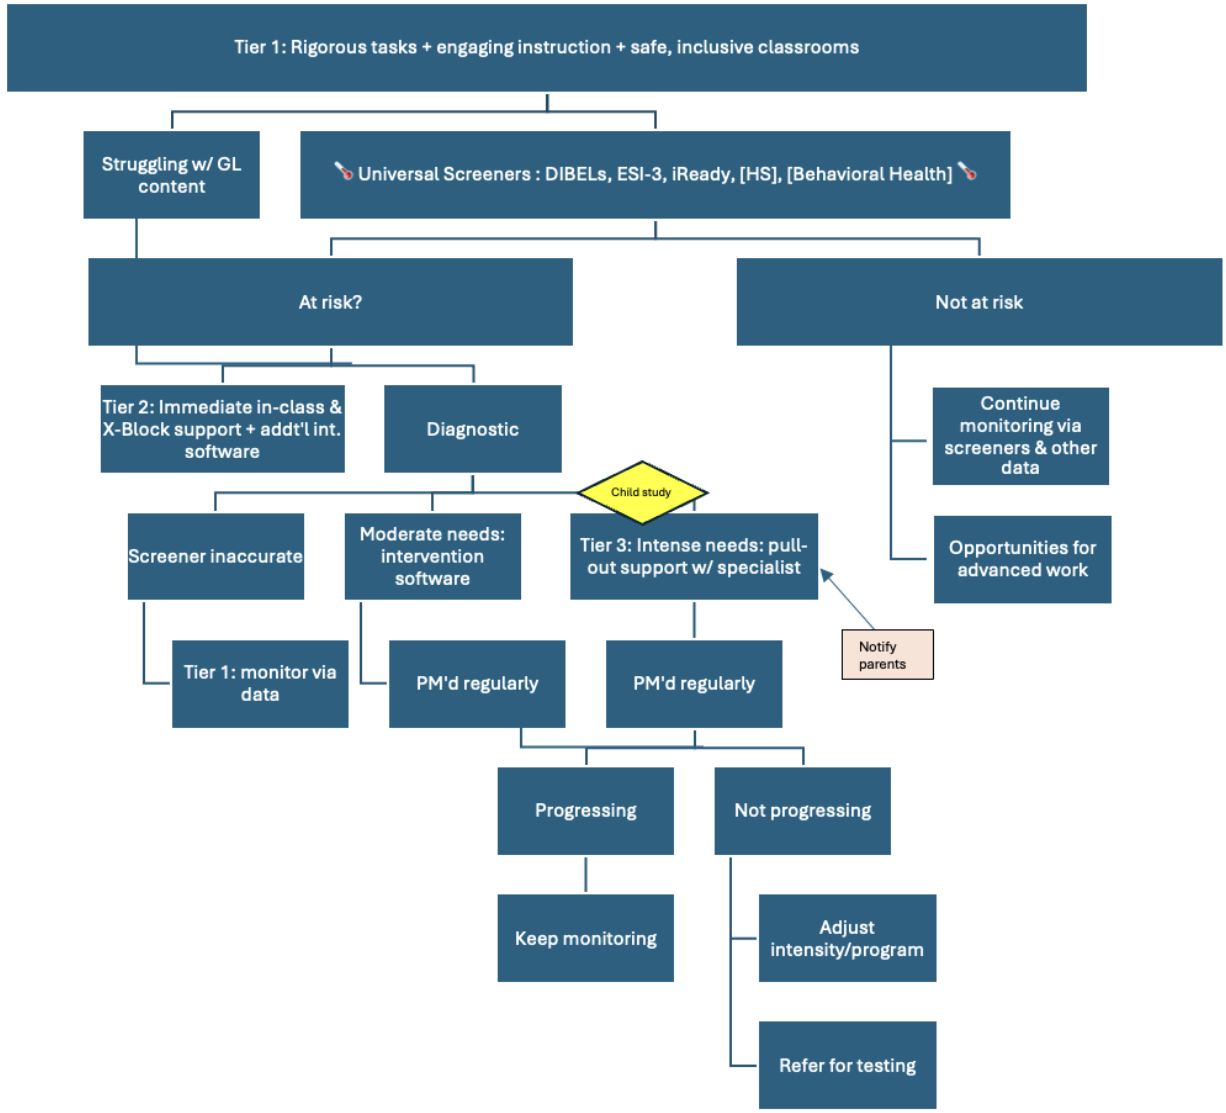 Tier 1: Rigorous tasks + engaging instruction + safe, inclusive classrooms
Struggling w/ GL
content
Universal Screeners : DIBELs, ESI-3, iReady, [HS], [Behavioral Health]
At risk?
Not at risk
Tier 2: Immediate in-class &
X-Block support + addt'l int.
software
Diagnostic
Continue
monitoring via
screeners & other
data
Child study
Screener inaccurate
Moderate needs:
intervention
software
Tier 3: Intense needs: pull-
out support w/ specialist
Opportunities for
advanced work
Notify
parents
Tier 1: monitor via
data
PM'd regularly
PM'd regularly
Progressing
Not progressing
Keep monitoring
Adjust
intensity/program
Refer for testing